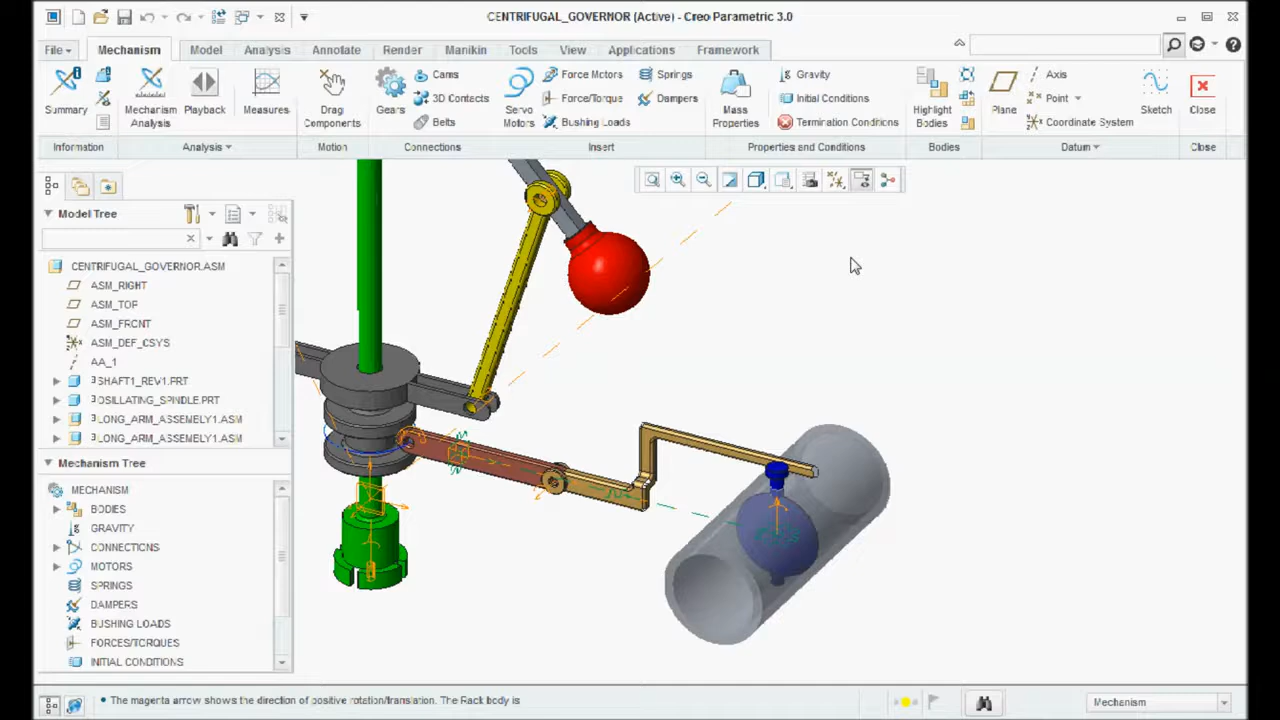 CENTRIFUGAL_GOVERNOR (Active) - Creo Parametric 3.0
File Mechanism Model Analysis Annotate Render Manikin Tools View Applications Framework
Summary
Mechanism Analysis
Playback
Measures
Drag Components
Gears
Cams
3D Contacts
Belts
Servo Motors
Force Motors
Force/Torque
Bushing Loads
Springs
Dampers
Mass Properties
Gravity
Initial Conditions
Termination Conditions
Highlight Bodies
Plane
Axis
Point
Coordinate System
Sketch
Close
Information Analysis Motion Connections Insert Properties and Conditions Bodies Datum Close
Model Tree
CENTRIFUGAL_GOVERNOR.ASM
ASM_RIGHT
ASM_TOP
ASM_FRONT
ASM_DEF_CSYS
AA_1
SHAFT1_REV1.PRT
OSILLATING_SPINDLE.PRT
LONG_ARM_ASSEMBLY1.ASM
LONG_ARM_ASSEMBLY1.ASM
Mechanism Tree
MECHANISM
BODIES
GRAVITY
CONNECTIONS
MOTORS
SPRINGS
DAMPERS
BUSHING LOADS
FORCES/TORQUES
INITIAL CONDITIONS
• The magenta arrow shows the direction of positive rotation/translation. The Rack body is
Mechanism